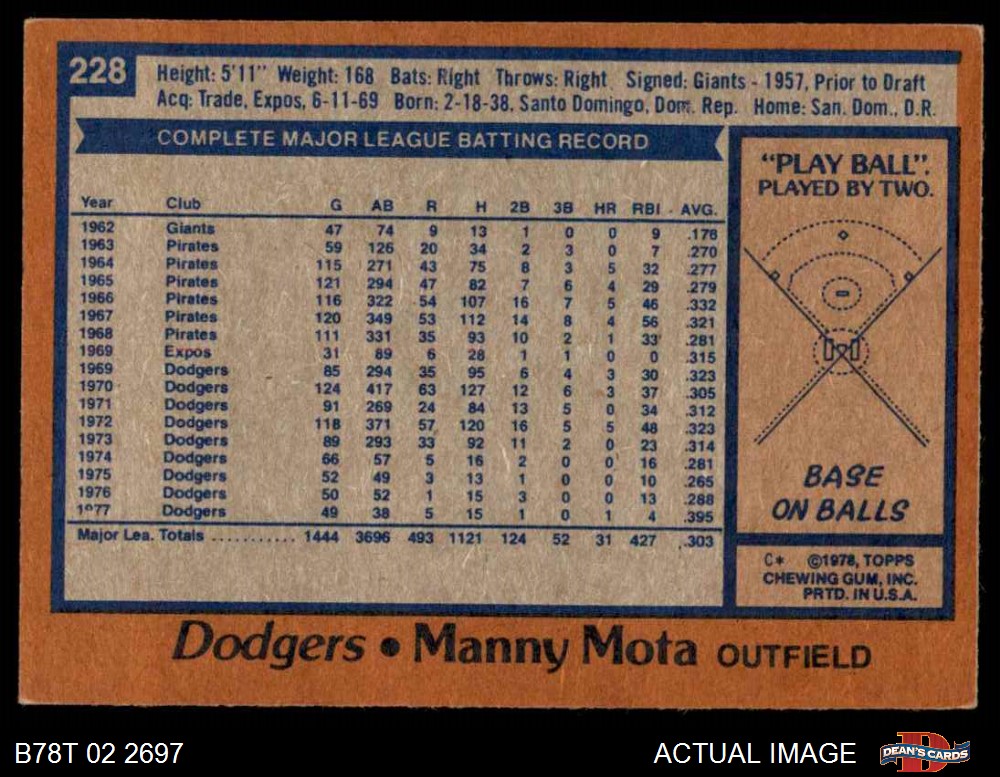 228
Height: 5'11" Weight: 168 Bats: Right Throws: Right Signed: Giants - 1957, Prior to Draft
Acq: Trade, Expos, 6-11-69 Born: 2-18-38, Santo Domingo, Dom. Rep. Home: San. Dom., D.R.
COMPLETE MAJOR LEAGUE BATTING RECORD
Year Club G AB R H 2B 3B HR RBI AVG.
1962 Giants 47 74 9 13 1 0 0 9 .176
1963 Pirates 59 126 20 34 2 3 0 7 .270
1964 Pirates 115 271 43 75 8 3 5 32 .277
1965 Pirates 121 294 47 82 7 6 4 29 .279
1966 Pirates 116 322 54 107 16 7 5 46 .332
1967 Pirates 120 349 53 112 14 8 4 56 .321
1968 Pirates 111 331 35 93 10 2 1 33 .281
1969 Expos 31 89 6 28 1 1 0 0 .315
1969 Dodgers 85 294 35 95 6 4 3 30 .323
1970 Dodgers 124 417 63 127 12 6 3 37 .305
1971 Dodgers 91 269 24 84 13 5 0 34 .312
1972 Dodgers 118 371 57 120 16 5 5 48 .323
1973 Dodgers 89 293 33 92 11 2 0 23 .314
1974 Dodgers 66 57 5 16 2 0 0 16 .281
1975 Dodgers 52 49 3 13 1 0 0 10 .265
1976 Dodgers 50 52 1 15 3 0 0 13 .288
1977 Dodgers 49 38 5 15 1 0 1 4 .395
Major Lea. Totals ........... 1444 3696 493 1121 124 52 31 427 .303
"PLAY BALL".
PLAYED BY TWO.
BASE
ON BALLS
C* ©1978, TOPPS
CHEWING GUM, INC.
PRTD. IN U.S.A.
Dodgers • Manny Mota OUTFIELD
B78T 02 2697
ACTUAL IMAGE
D
DEAN'S CARDS